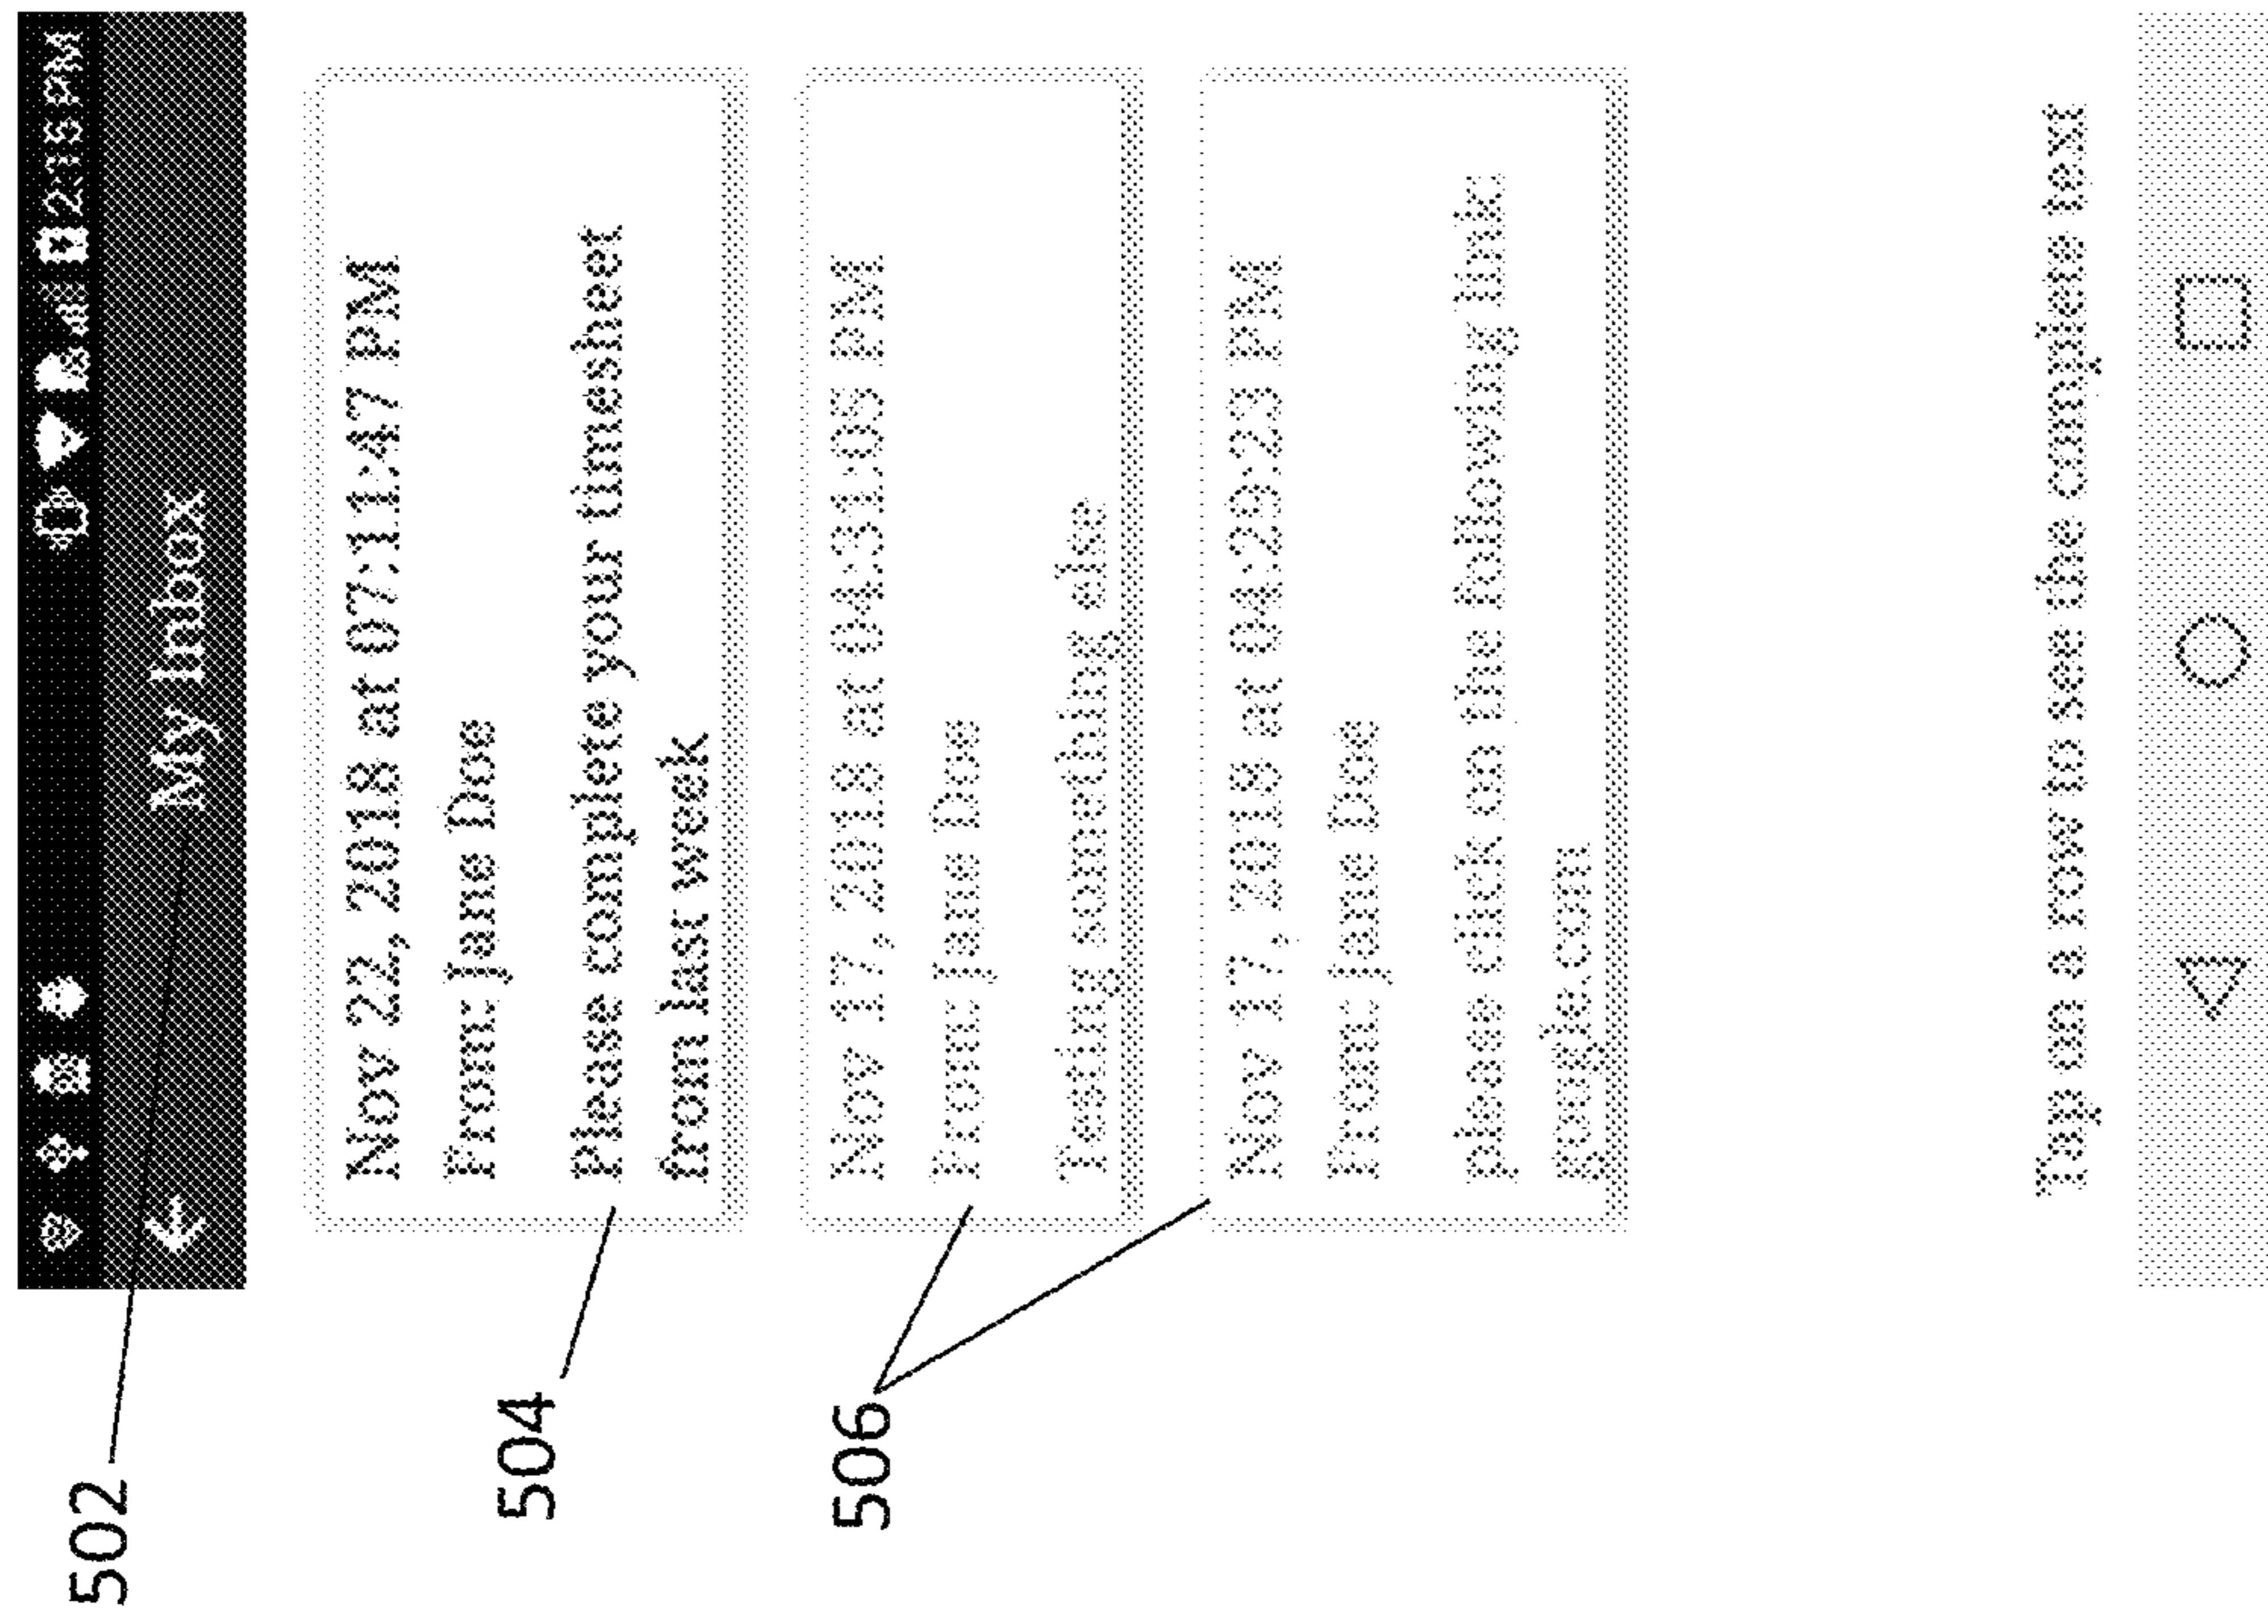 2:15 PM
502
My Inbox
Nov 22, 2018 at 07:11:47 PM
From: Jane Doe
504
Please complete your timesheet
from last week
Nov 17, 2018 at 04:31:05 PM
506
From: Jane Doe
Testing something else
Nov 17, 2018 at 04:29:23 PM
From: Jane Doe
please click on the following link:
google.com
Tap on a row to see the complete text